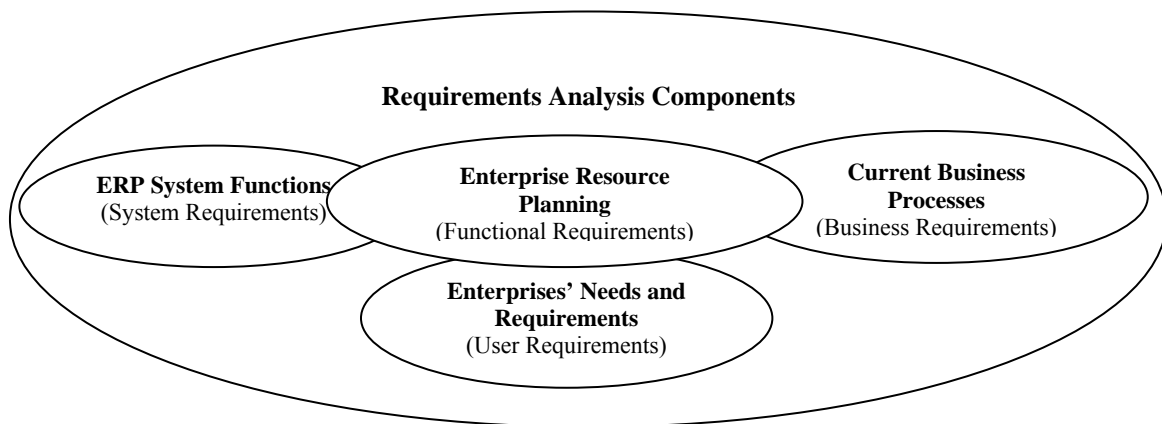 Requirements Analysis Components
ERP System Functions
(System Requirements)
Enterprise Resource
Planning
(Functional Requirements)
Current Business
Processes
(Business Requirements)
Enterprises’ Needs and
Requirements
(User Requirements)